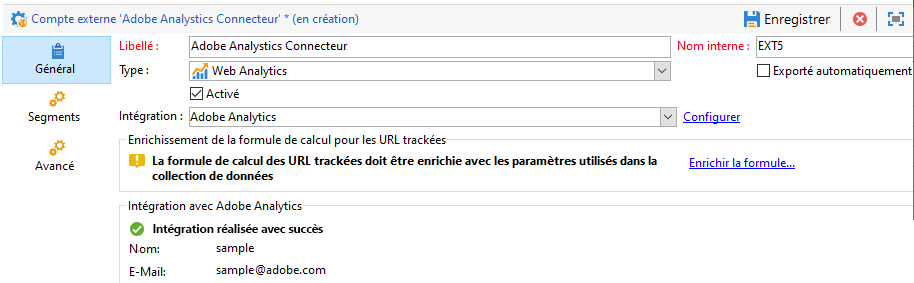 Compte externe 'Adobe Analystics Connecteur' * (en création)
Enregistrer
Général
Segments
Avancé
Libellé : Adobe Analystics Connecteur Nom interne : EXT5
Type : Web Analytics Exporté automatiquement
Activé
Intégration : Adobe Analytics Configurer
Enrichissement de la formule de calcul pour les URL trackées
La formule de calcul des URL trackées doit être enrichie avec les paramètres utilisés dans la
collection de données
Enrichir la formule...
Intégration avec Adobe Analytics
Intégration réalisée avec succès
Nom: sample
E-Mail: sample@adobe.com